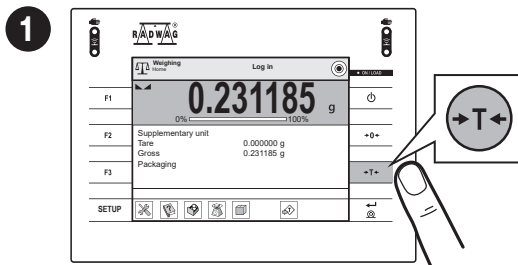 1
RADWAG®
Weighing
Home
Log in
ON / LOAD
F1
0.231185 g
0% 100%
F2
Supplementary unit
→0←
Tare 0.000000 g
Gross 0.231185 g
Packaging
F3
→T←
→T←
SETUP